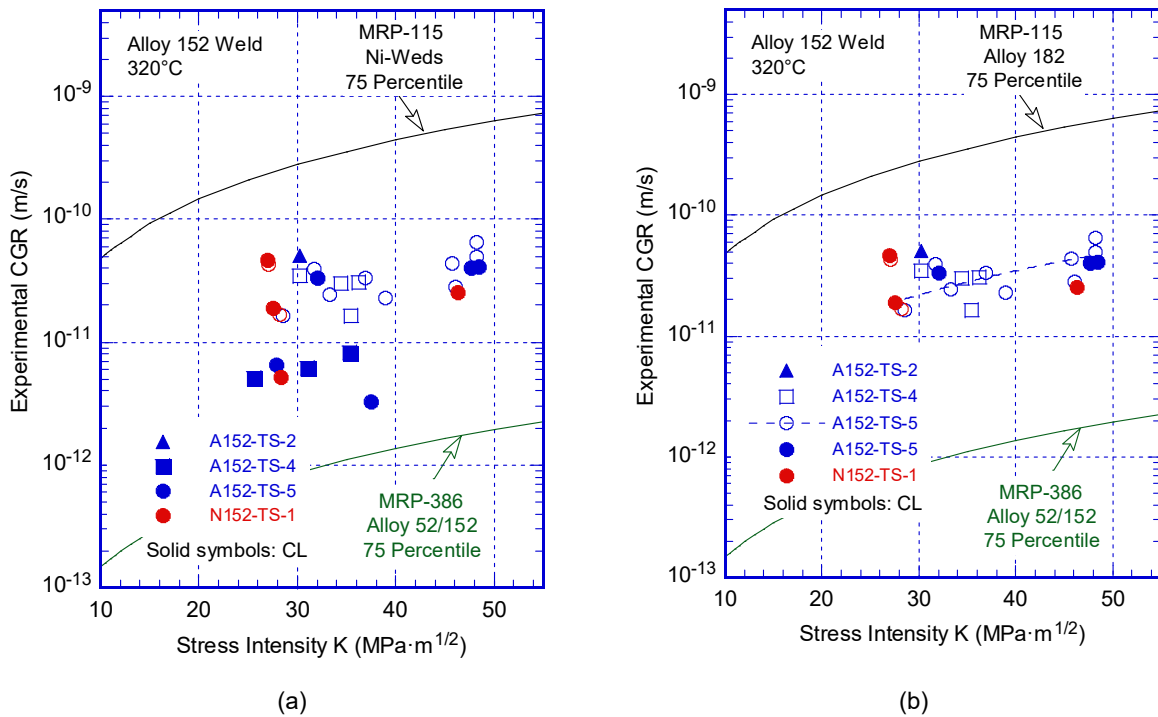 Alloy 152 Weld
320°C
MRP-115
Ni-Weds
75 Percentile
10⁻⁹
10⁻¹⁰
10⁻¹¹
10⁻¹²
10⁻¹³
Experimental CGR (m/s)
A152-TS-2
A152-TS-4
A152-TS-5
N152-TS-1
Solid symbols: CL
MRP-386
Alloy 52/152
75 Percentile
10 20 30 40 50
Stress Intensity K (MPa·m¹ᐟ²)
(a)
Alloy 152 Weld
320°C
MRP-115
Alloy 182
75 Percentile
10⁻⁹
10⁻¹⁰
10⁻¹¹
10⁻¹²
10⁻¹³
Experimental CGR (m/s)
A152-TS-2
A152-TS-4
A152-TS-5
A152-TS-5
N152-TS-1
Solid symbols: CL
MRP-386
Alloy 52/152
75 Percentile
10 20 30 40 50
Stress Intensity K (MPa·m¹ᐟ²)
(b)